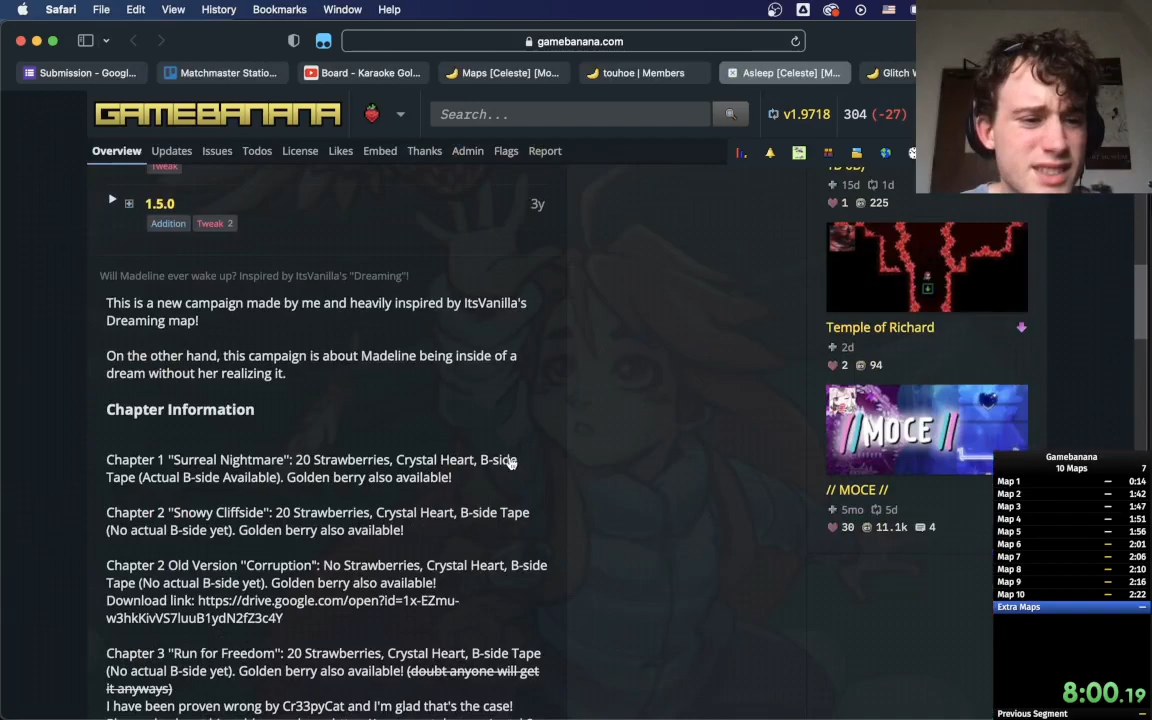 Safari File Edit View History Bookmarks Window Help
gamebanana.com
Submission - Googl...
Matchmaster Statio...
Board - Karaoke Gol...
Maps [Celeste] [Mo...
touhoe | Members
Asleep [Celeste] [M...
Glitch
GAMEBANANA
Search...
v1.9718
304 (-27)
Overview Updates Issues Todos License Likes Embed Thanks Admin Flags Report
Tweak
1.5.0
3y
Addition Tweak 2
Will Madeline ever wake up? Inspired by ItsVanilla's "Dreaming"!
This is a new campaign made by me and heavily inspired by ItsVanilla's
Dreaming map!
On the other hand, this campaign is about Madeline being inside of a
dream without her realizing it.
Chapter Information
Chapter 1 "Surreal Nightmare": 20 Strawberries, Crystal Heart, B-side
Tape (Actual B-side Available). Golden berry also available!
Chapter 2 "Snowy Cliffside": 20 Strawberries, Crystal Heart, B-side Tape
(No actual B-side yet). Golden berry also available!
Chapter 2 Old Version "Corruption": No Strawberries, Crystal Heart, B-side
Tape (No actual B-side yet). Golden berry also available!
Download link: https://drive.google.com/open?id=1x-EZmu-
w3hkKivVS7luuB1ydN2fZ3c4Y
Chapter 3 "Run for Freedom": 20 Strawberries, Crystal Heart, B-side Tape
(No actual B-side yet). Golden berry also available! (doubt anyone will get
it anyways)
I have been proven wrong by Cr33pyCat and I'm glad that's the case!
15d 1d
1 225
Temple of Richard
2d
2 94
// MOCE //
// MOCE //
5mo 5d
30 11.1k 4
Gamebanana
10 Maps 7
Map 1 — 0:14
Map 2 — 1:42
Map 3 — 1:47
Map 4 — 1:51
Map 5 — 1:56
Map 6 — 2:01
Map 7 — 2:06
Map 8 — 2:10
Map 9 — 2:16
Map 10 — 2:22
Extra Maps —
8:00.19
Previous Segment —